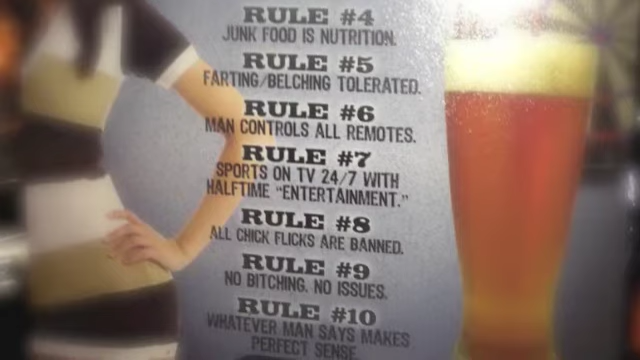 RULE #4
JUNK FOOD IS NUTRITION.
RULE #5
FARTING/BELCHING TOLERATED.
RULE #6
MAN CONTROLS ALL REMOTES.
RULE #7
SPORTS ON TV 24/7 WITH
HALFTIME "ENTERTAINMENT."
RULE #8
ALL CHICK FLICKS ARE BANNED.
RULE #9
NO BITCHING. NO ISSUES.
RULE #10
WHATEVER MAN SAYS MAKES
PERFECT SENSE.